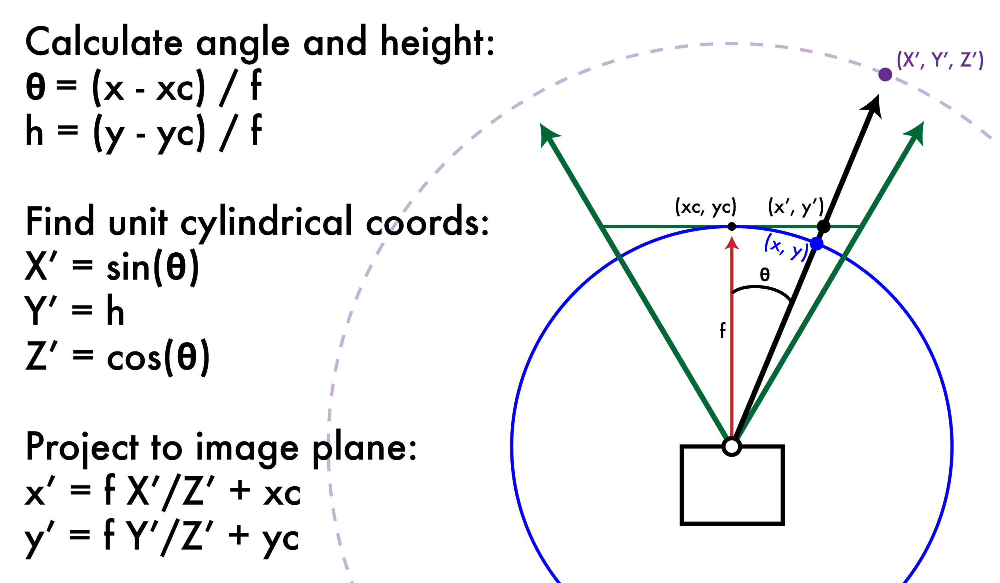 Calculate angle and height:
θ = (x - xc) / f
h = (y - yc) / f
Find unit cylindrical coords:
X′ = sin(θ)
Y′ = h
Z′ = cos(θ)
Project to image plane:
x′ = f X′/Z′ + xc
y′ = f Y′/Z′ + yc
(X′, Y′, Z′)
(xc, yc)
(x′, y′)
(x, y)
θ
f